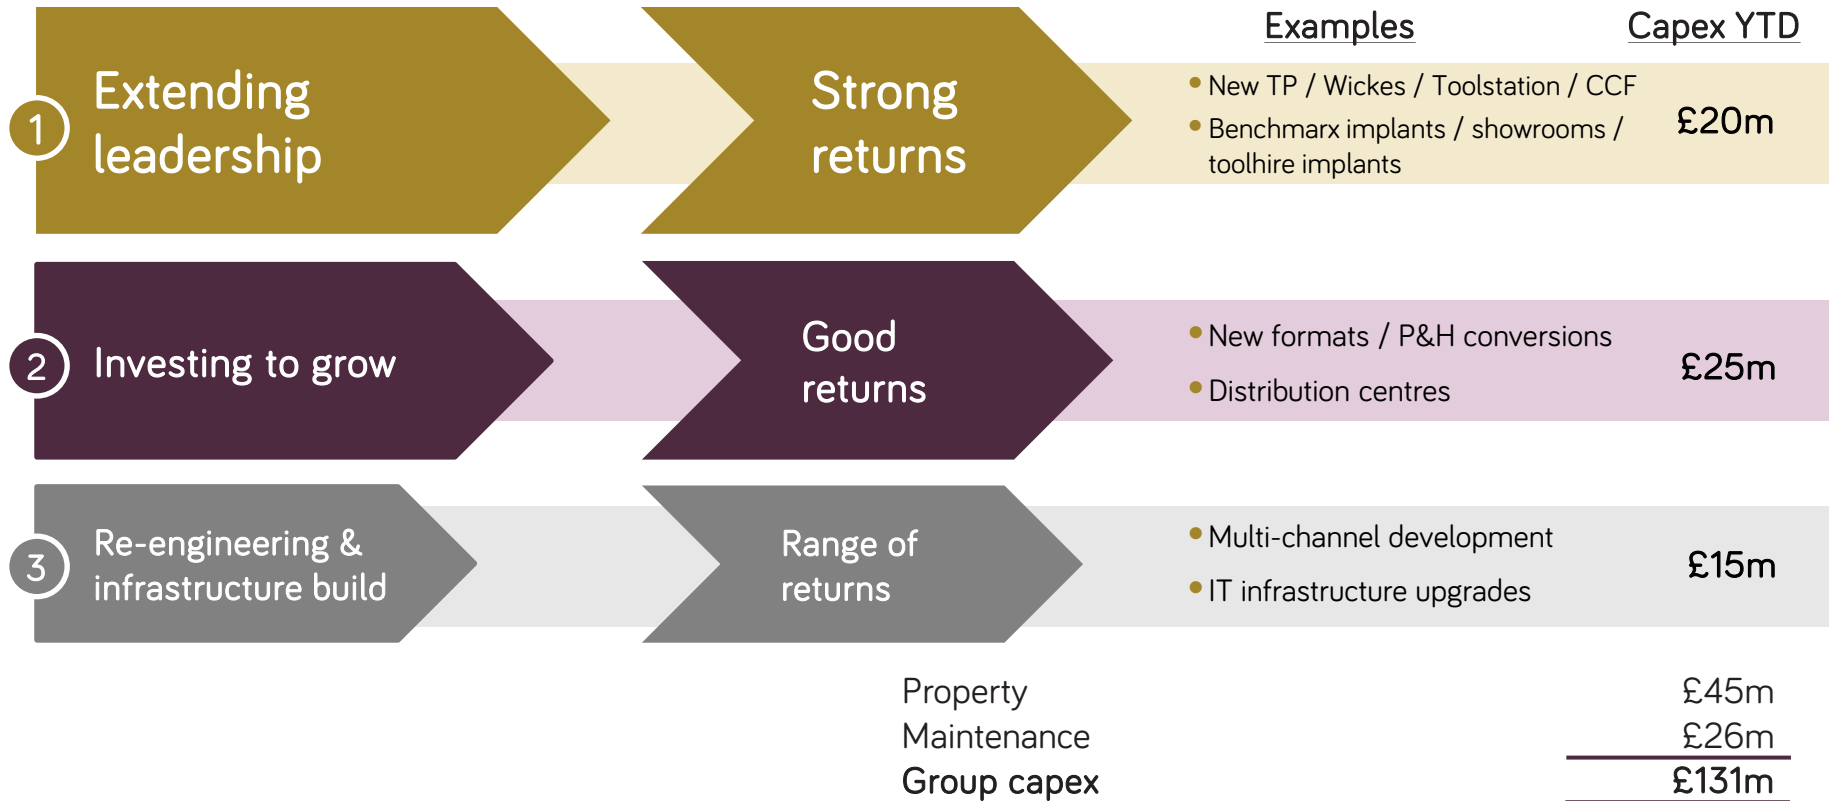 Examples
Capex YTD
1
Extending
leadership
Strong
returns
• New TP / Wickes / Toolstation / CCF
• Benchmarx implants / showrooms /
toolhire implants
£20m
2
Investing to grow
Good
returns
• New formats / P&H conversions
• Distribution centres
£25m
3
Re-engineering &
infrastructure build
Range of
returns
• Multi-channel development
• IT infrastructure upgrades
£15m
Property £45m
Maintenance £26m
Group capex £131m